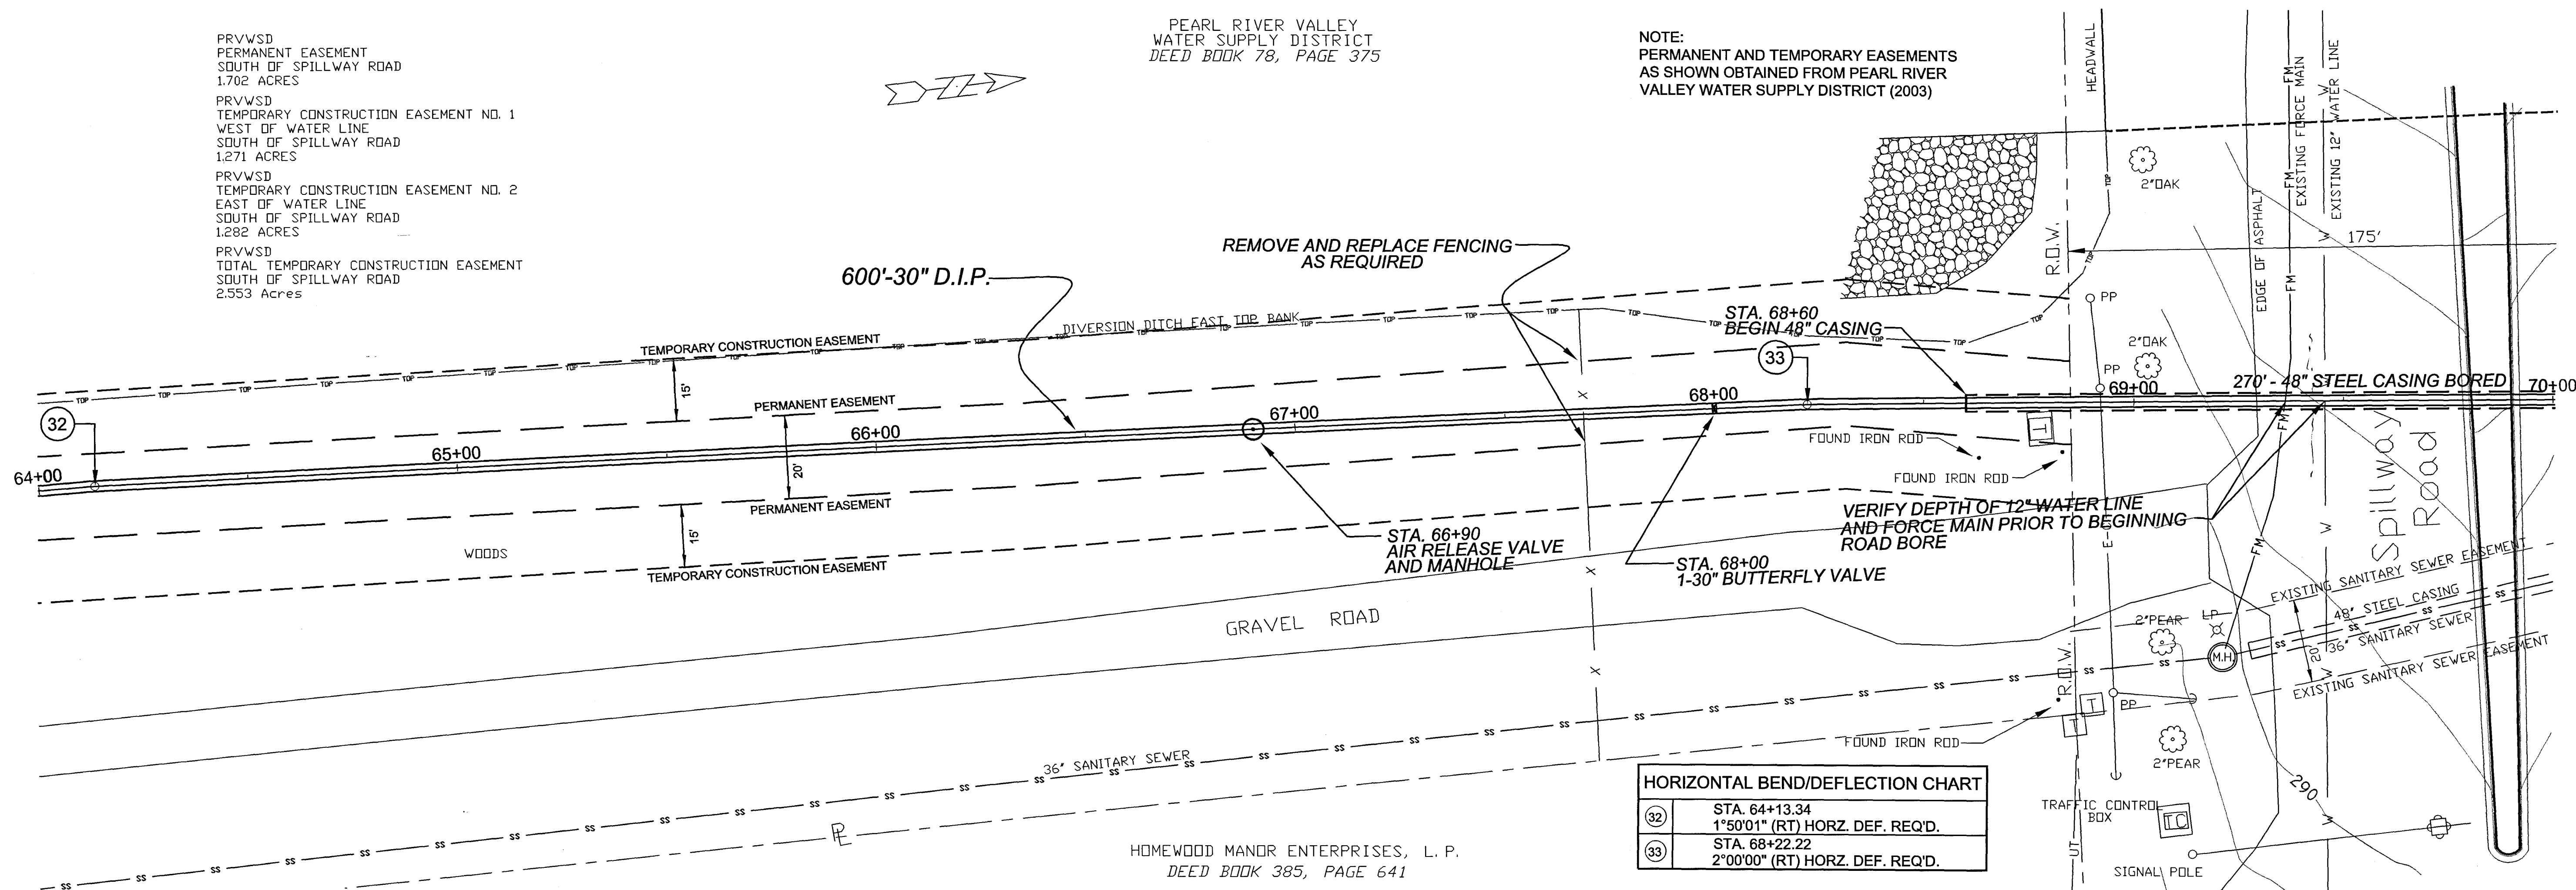 PRVWSD
PERMANENT EASEMENT
SOUTH OF SPILLWAY ROAD
1.702 ACRES
PRVWSD
TEMPORARY CONSTRUCTION EASEMENT NO. 1
WEST OF WATER LINE
SOUTH OF SPILLWAY ROAD
1.271 ACRES
PRVWSD
TEMPORARY CONSTRUCTION EASEMENT NO. 2
EAST OF WATER LINE
SOUTH OF SPILLWAY ROAD
1.282 ACRES
PRVWSD
TOTAL TEMPORARY CONSTRUCTION EASEMENT
SOUTH OF SPILLWAY ROAD
2.553 Acres
PEARL RIVER VALLEY
WATER SUPPLY DISTRICT
DEED BOOK 78, PAGE 375
NOTE:
PERMANENT AND TEMPORARY EASEMENTS
AS SHOWN OBTAINED FROM PEARL RIVER
VALLEY WATER SUPPLY DISTRICT (2003)
HEADWALL
FM
EXISTING FORCE MAIN
W
EXISTING 12" WATER LINE
2"OAK
R.O.W.
EDGE OF ASPHALT
175'
REMOVE AND REPLACE FENCING
AS REQUIRED
600'-30" D.I.P.
DIVERSION DITCH EAST TOP BANK
TOP
TEMPORARY CONSTRUCTION EASEMENT
15'
STA. 68+60
BEGIN 48" CASING
33
PP
2"OAK
PP
270' - 48" STEEL CASING BORED
32
PERMANENT EASEMENT
64+00
65+00
66+00
67+00
68+00
69+00
70+00
20'
PERMANENT EASEMENT
15'
TEMPORARY CONSTRUCTION EASEMENT
WOODS
T
FOUND IRON ROD
FOUND IRON ROD
STA. 66+90
AIR RELEASE VALVE
AND MANHOLE
STA. 68+00
1-30" BUTTERFLY VALVE
VERIFY DEPTH OF 12" WATER LINE
AND FORCE MAIN PRIOR TO BEGINNING
ROAD BORE
E
Spillway
Road
X
GRAVEL ROAD
EXISTING SANITARY SEWER EASEMENT
48" STEEL CASING
36" SANITARY SEWER
20'
EXISTING SANITARY SEWER EASEMENT
2"PEAR
LP
M.H.
R.O.W.
T
T
PP
FOUND IRON ROD
2"PEAR
36" SANITARY SEWER
SS
PL
HOMEWOOD MANOR ENTERPRISES, L. P.
DEED BOOK 385, PAGE 641
HORIZONTAL BEND/DEFLECTION CHART
32 STA. 64+13.34
1°50'01" (RT) HORZ. DEF. REQ'D.
33 STA. 68+22.22
2°00'00" (RT) HORZ. DEF. REQ'D.
UT
TRAFFIC CONTROL
BOX
TC
290
SIGNAL POLE